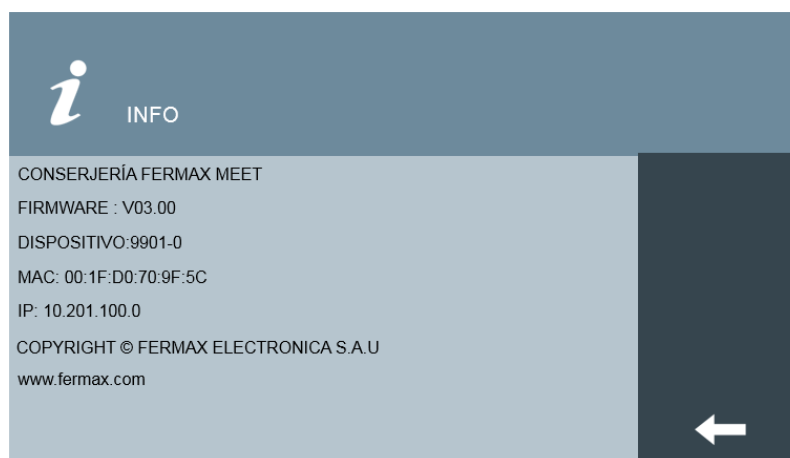 i INFO
CONSERJERÍA FERMAX MEET
FIRMWARE : V03.00
DISPOSITIVO:9901-0
MAC: 00:1F:D0:70:9F:5C
IP: 10.201.100.0
COPYRIGHT © FERMAX ELECTRONICA S.A.U
www.fermax.com